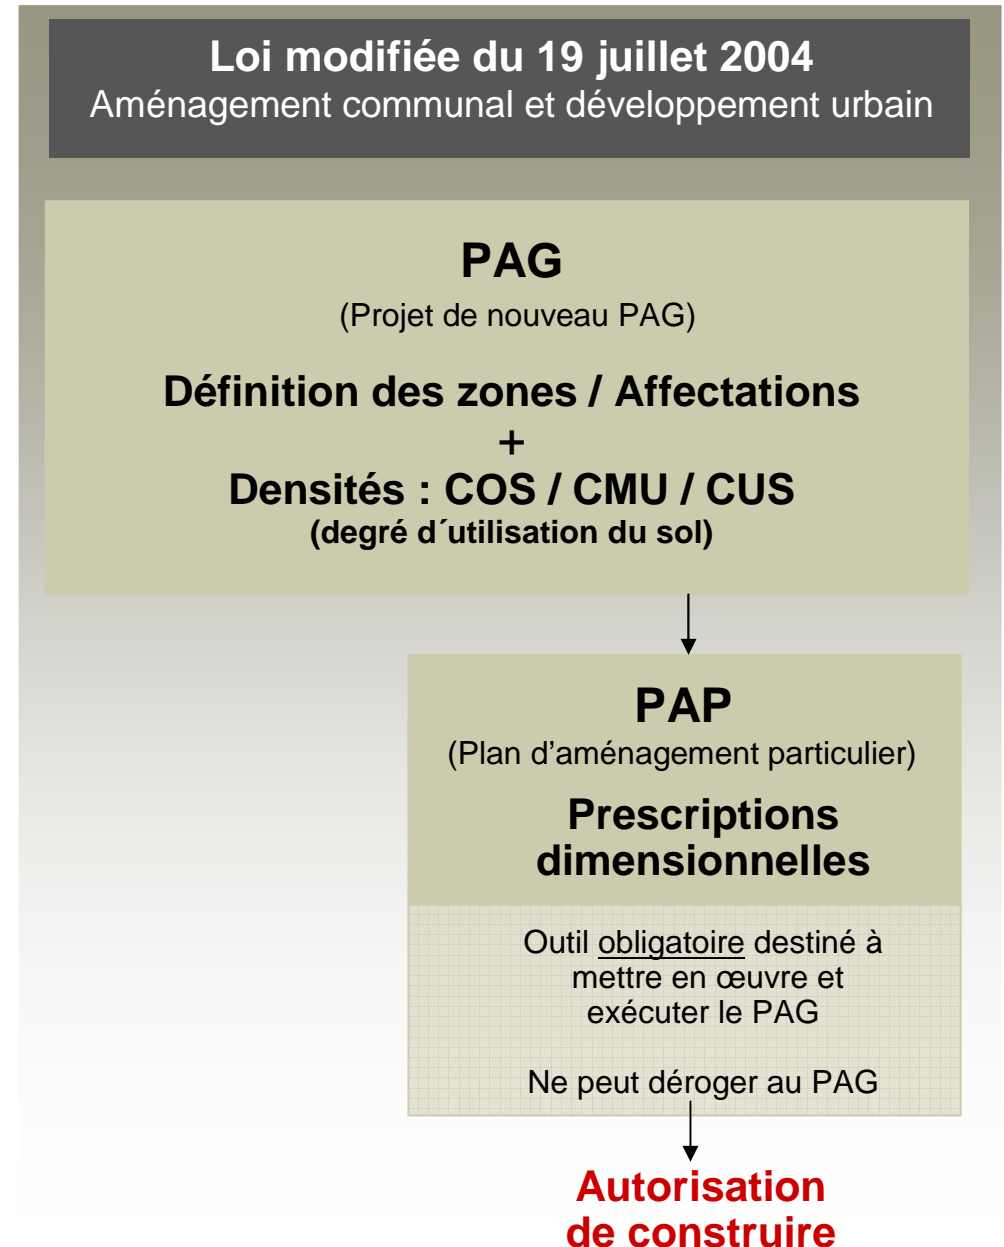 Loi modifiée du 19 juillet 2004
Aménagement communal et développement urbain
PAG
(Projet de nouveau PAG)
Définition des zones / Affectations
+
Densités : COS / CMU / CUS
(degré d´utilisation du sol)
PAP
(Plan d’aménagement particulier)
Prescriptions
dimensionnelles
Outil obligatoire destiné à
mettre en œuvre et
exécuter le PAG
Ne peut déroger au PAG
Autorisation
de construire